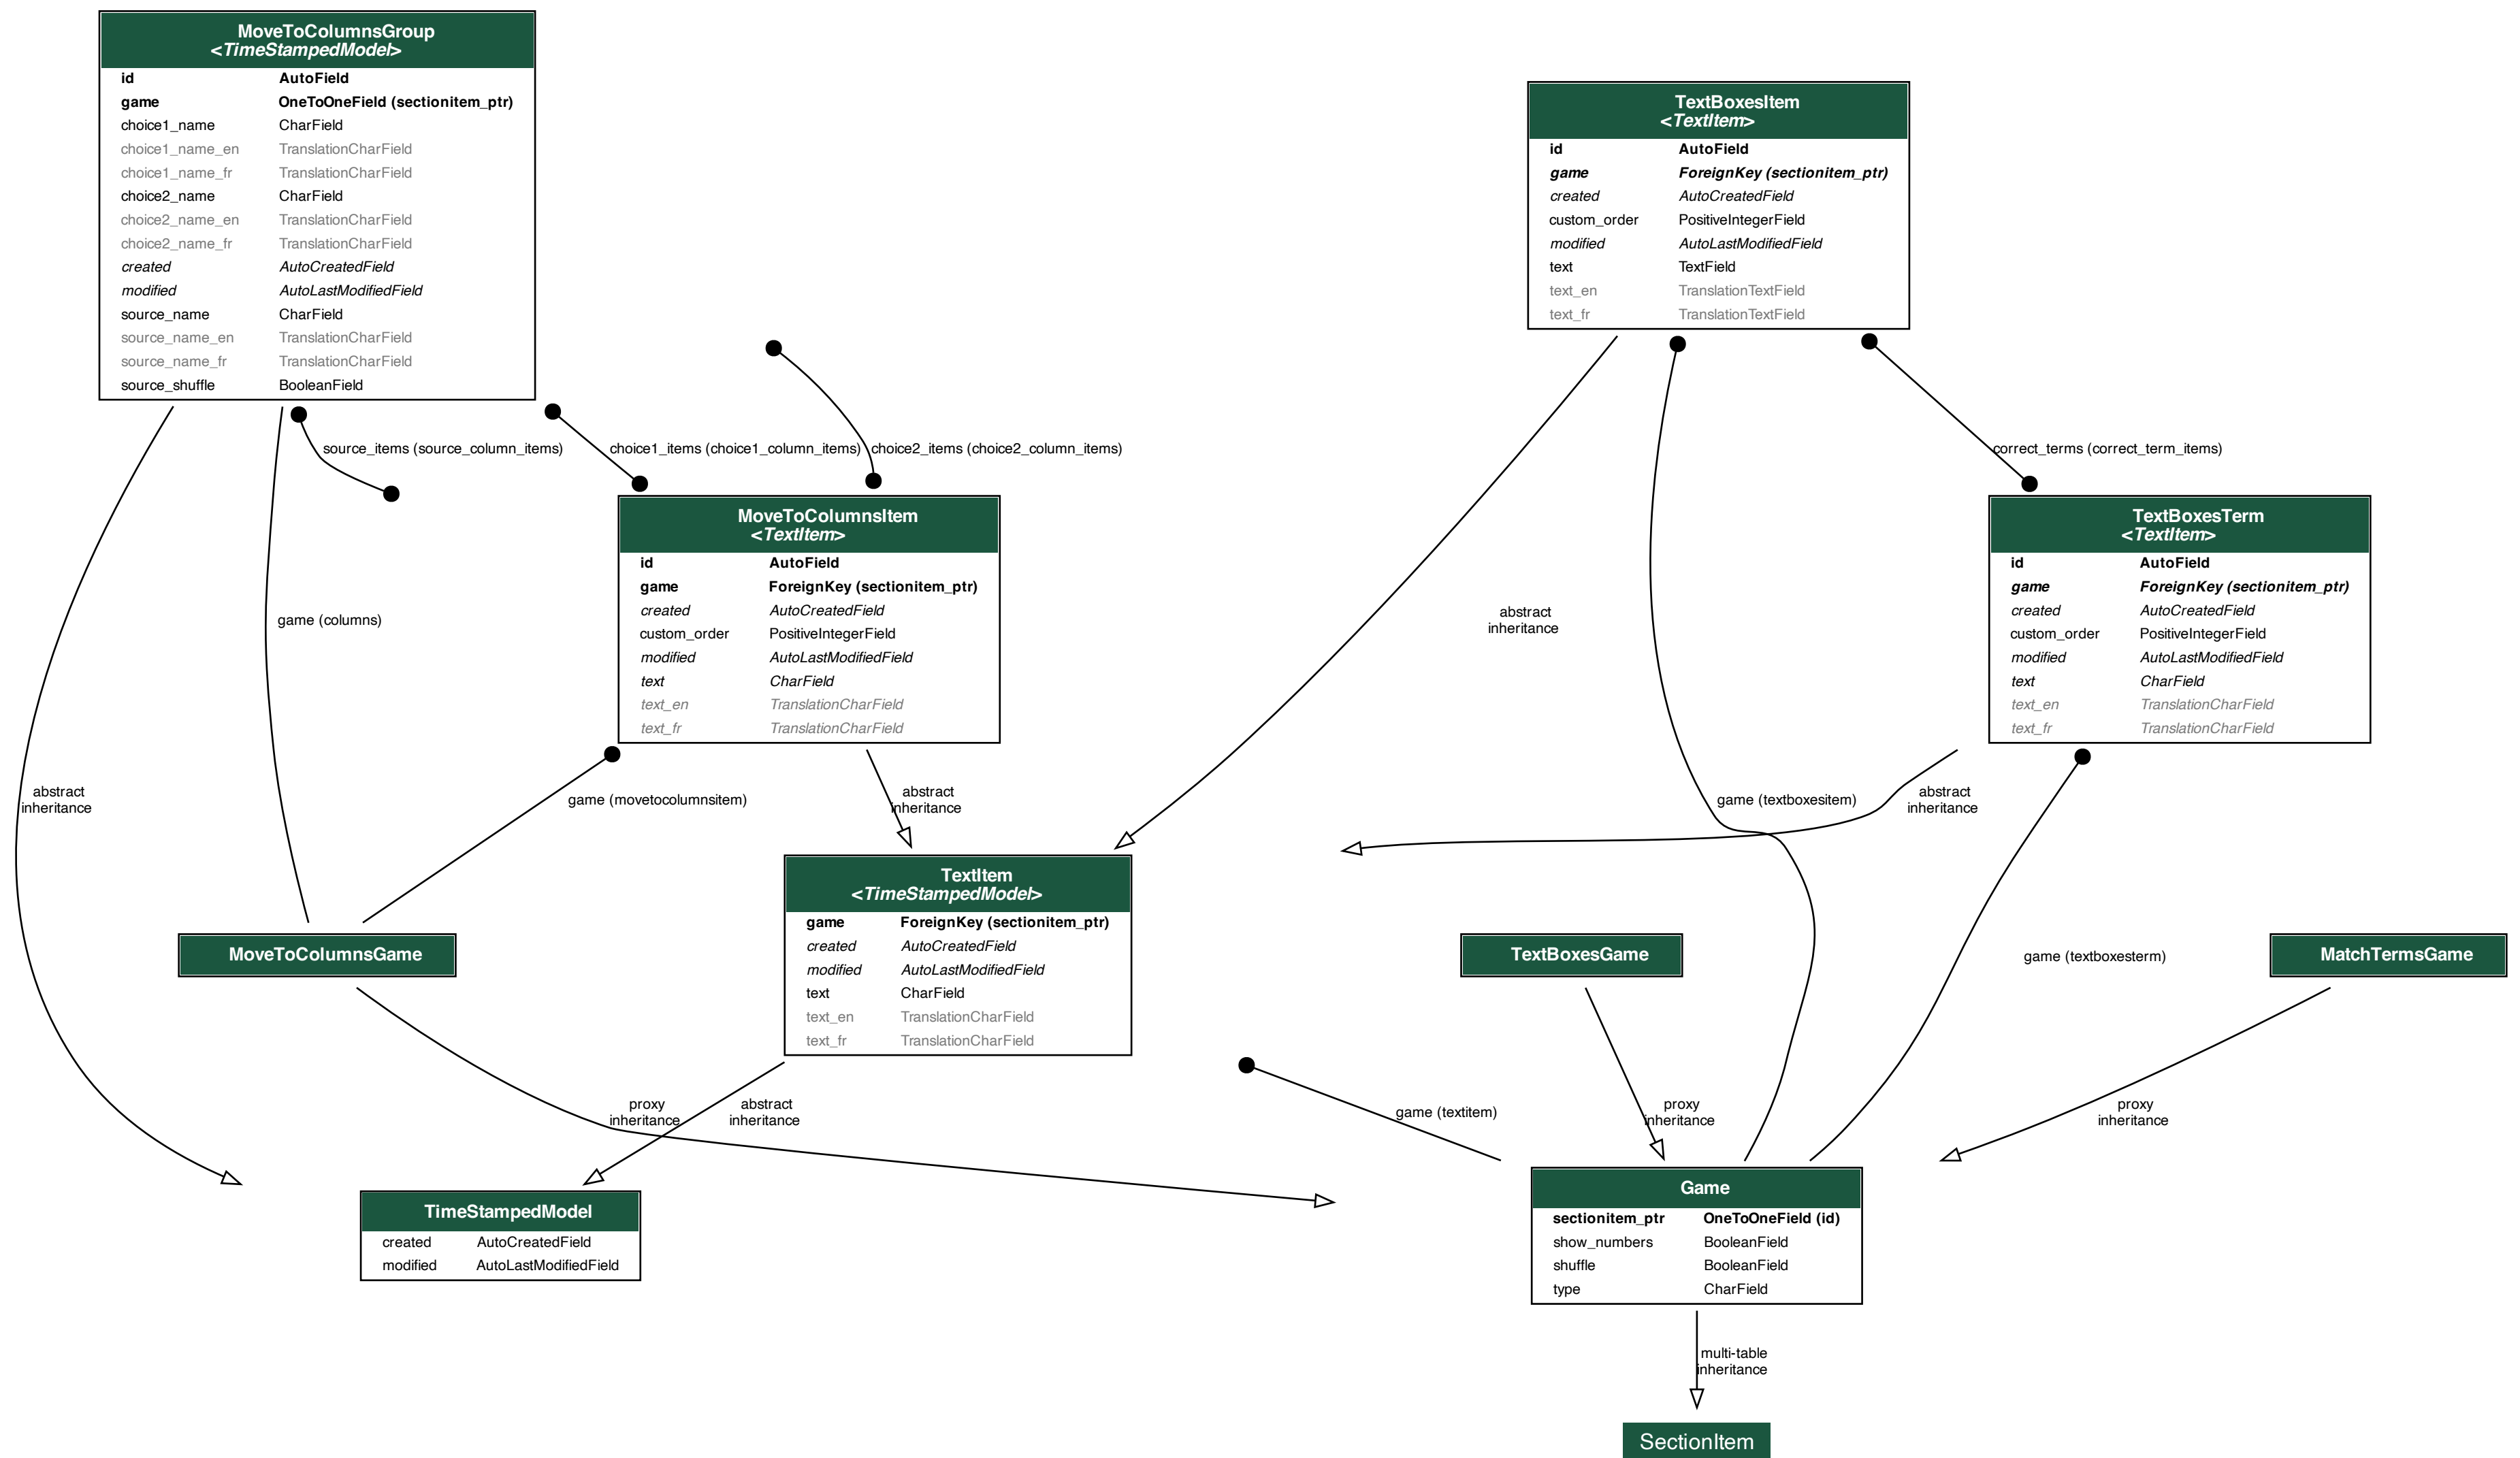 MoveToColumnsGroup
<TimeStampedModel>
id AutoField
game OneToOneField (sectionitem_ptr)
choice1_name CharField
choice1_name_en TranslationCharField
choice1_name_fr TranslationCharField
choice2_name CharField
choice2_name_en TranslationCharField
choice2_name_fr TranslationCharField
created AutoCreatedField
modified AutoLastModifiedField
source_name CharField
source_name_en TranslationCharField
source_name_fr TranslationCharField
source_shuffle BooleanField
TextBoxesItem
<TextItem>
id AutoField
game ForeignKey (sectionitem_ptr)
created AutoCreatedField
custom_order PositiveIntegerField
modified AutoLastModifiedField
text TextField
text_en TranslationTextField
text_fr TranslationTextField
source_items (source_column_items)
choice1_items (choice1_column_items)
choice2_items (choice2_column_items)
correct_terms (correct_term_items)
MoveToColumnsItem
<TextItem>
id AutoField
game ForeignKey (sectionitem_ptr)
created AutoCreatedField
custom_order PositiveIntegerField
modified AutoLastModifiedField
text CharField
text_en TranslationCharField
text_fr TranslationCharField
TextBoxesTerm
<TextItem>
id AutoField
game ForeignKey (sectionitem_ptr)
created AutoCreatedField
custom_order PositiveIntegerField
modified AutoLastModifiedField
text CharField
text_en TranslationCharField
text_fr TranslationCharField
game (columns)
abstract
inheritance
abstract
inheritance
game (movetocolumnsitem)
abstract
inheritance
game (textboxesitem)
abstract
inheritance
TextItem
<TimeStampedModel>
game ForeignKey (sectionitem_ptr)
created AutoCreatedField
modified AutoLastModifiedField
text CharField
text_en TranslationCharField
text_fr TranslationCharField
MoveToColumnsGame
TextBoxesGame
game (textboxesterm)
MatchTermsGame
proxy
inheritance
abstract
inheritance
game (textitem)
proxy
inheritance
proxy
inheritance
TimeStampedModel
created AutoCreatedField
modified AutoLastModifiedField
Game
sectionitem_ptr OneToOneField (id)
show_numbers BooleanField
shuffle BooleanField
type CharField
multi-table
inheritance
SectionItem